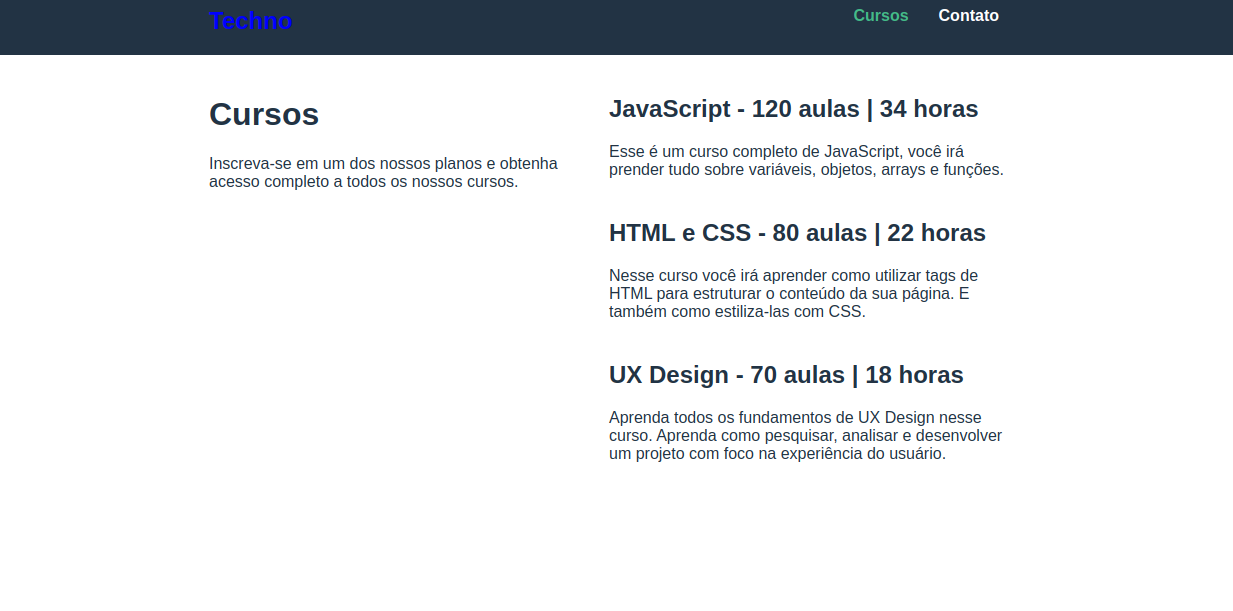 Techno
Cursos
Contato
Cursos
Inscreva-se em um dos nossos planos e obtenha
acesso completo a todos os nossos cursos.
JavaScript - 120 aulas | 34 horas
Esse é um curso completo de JavaScript, você irá
prender tudo sobre variáveis, objetos, arrays e funções.
HTML e CSS - 80 aulas | 22 horas
Nesse curso você irá aprender como utilizar tags de
HTML para estruturar o conteúdo da sua página. E
também como estiliza-las com CSS.
UX Design - 70 aulas | 18 horas
Aprenda todos os fundamentos de UX Design nesse
curso. Aprenda como pesquisar, analisar e desenvolver
um projeto com foco na experiência do usuário.